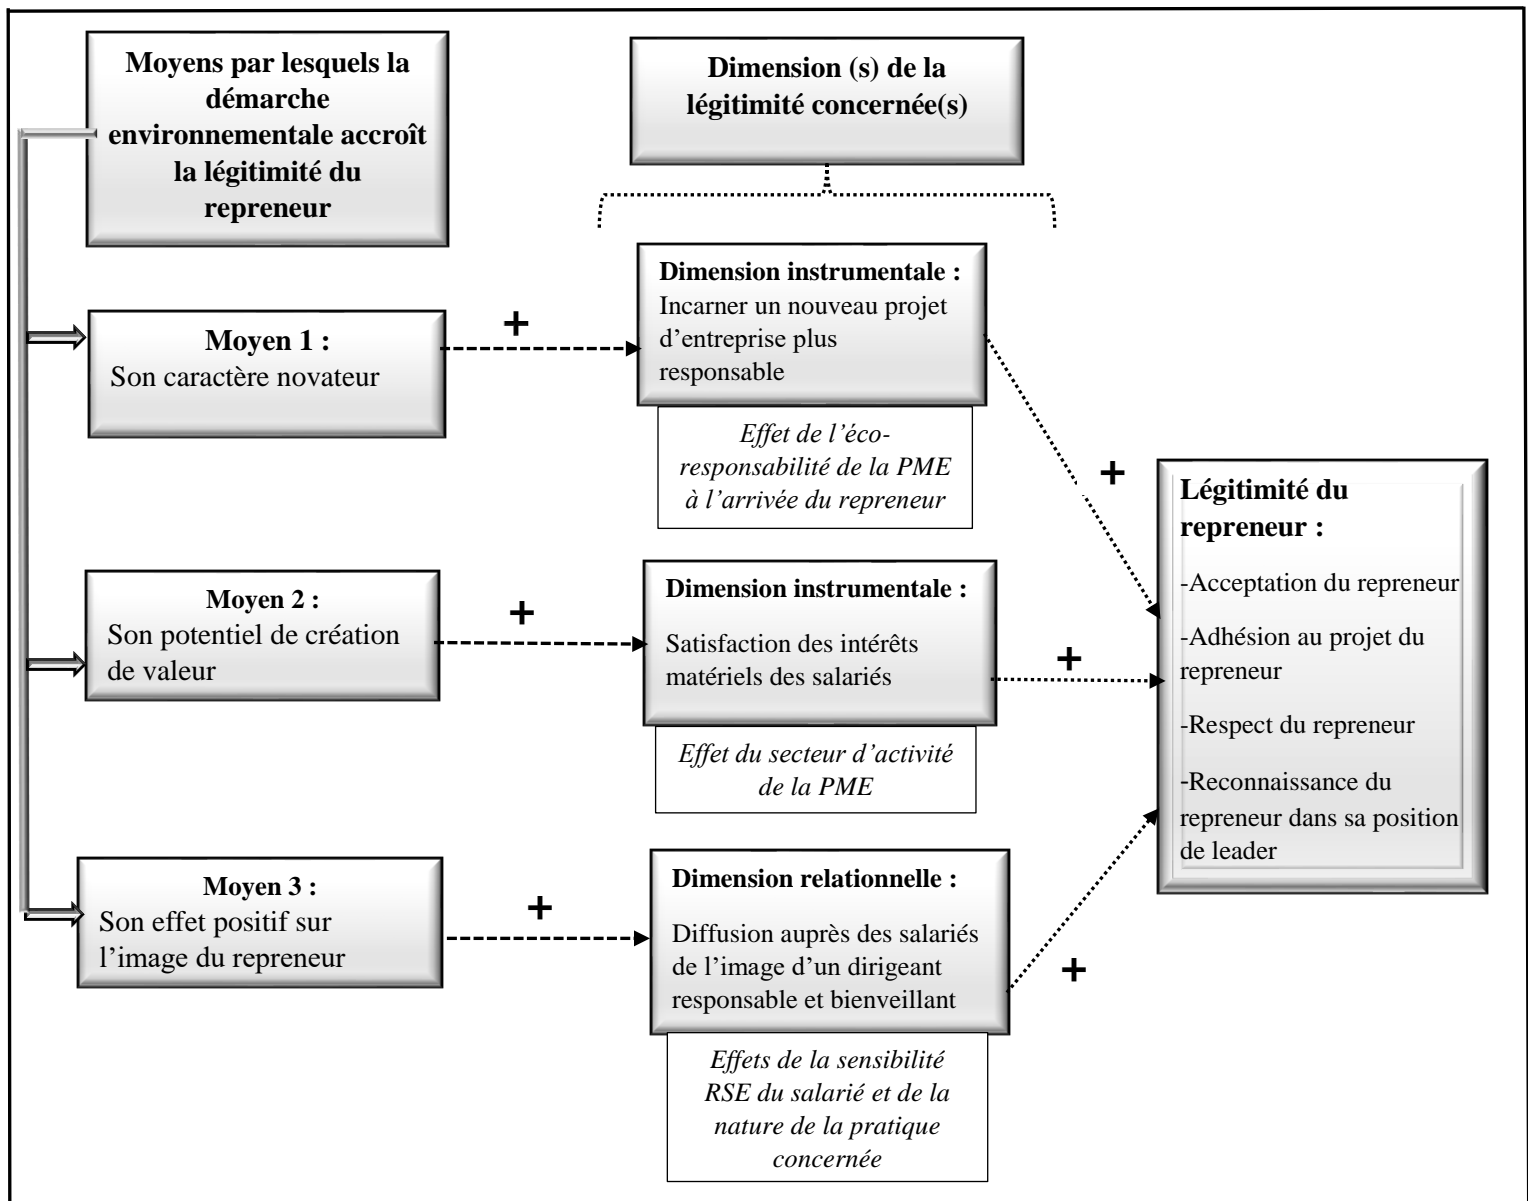 Moyens par lesquels la
démarche
environnementale accroît
la légitimité du
repreneur
Dimension (s) de la
légitimité concernée(s)
Moyen 1 :
Son caractère novateur
+
Dimension instrumentale :
Incarner un nouveau projet
d’entreprise plus
responsable
Effet de l’éco-
responsabilité de la PME
à l’arrivée du repreneur
+
Moyen 2 :
Son potentiel de création
de valeur
+
Dimension instrumentale :
Satisfaction des intérêts
matériels des salariés
Effet du secteur d’activité
de la PME
+
Moyen 3 :
Son effet positif sur
l’image du repreneur
+
Dimension relationnelle :
Diffusion auprès des salariés
de l’image d’un dirigeant
responsable et bienveillant
Effets de la sensibilité
RSE du salarié et de la
nature de la pratique
concernée
+
Légitimité du
repreneur :
-Acceptation du repreneur
-Adhésion au projet du
repreneur
-Respect du repreneur
-Reconnaissance du
repreneur dans sa position
de leader